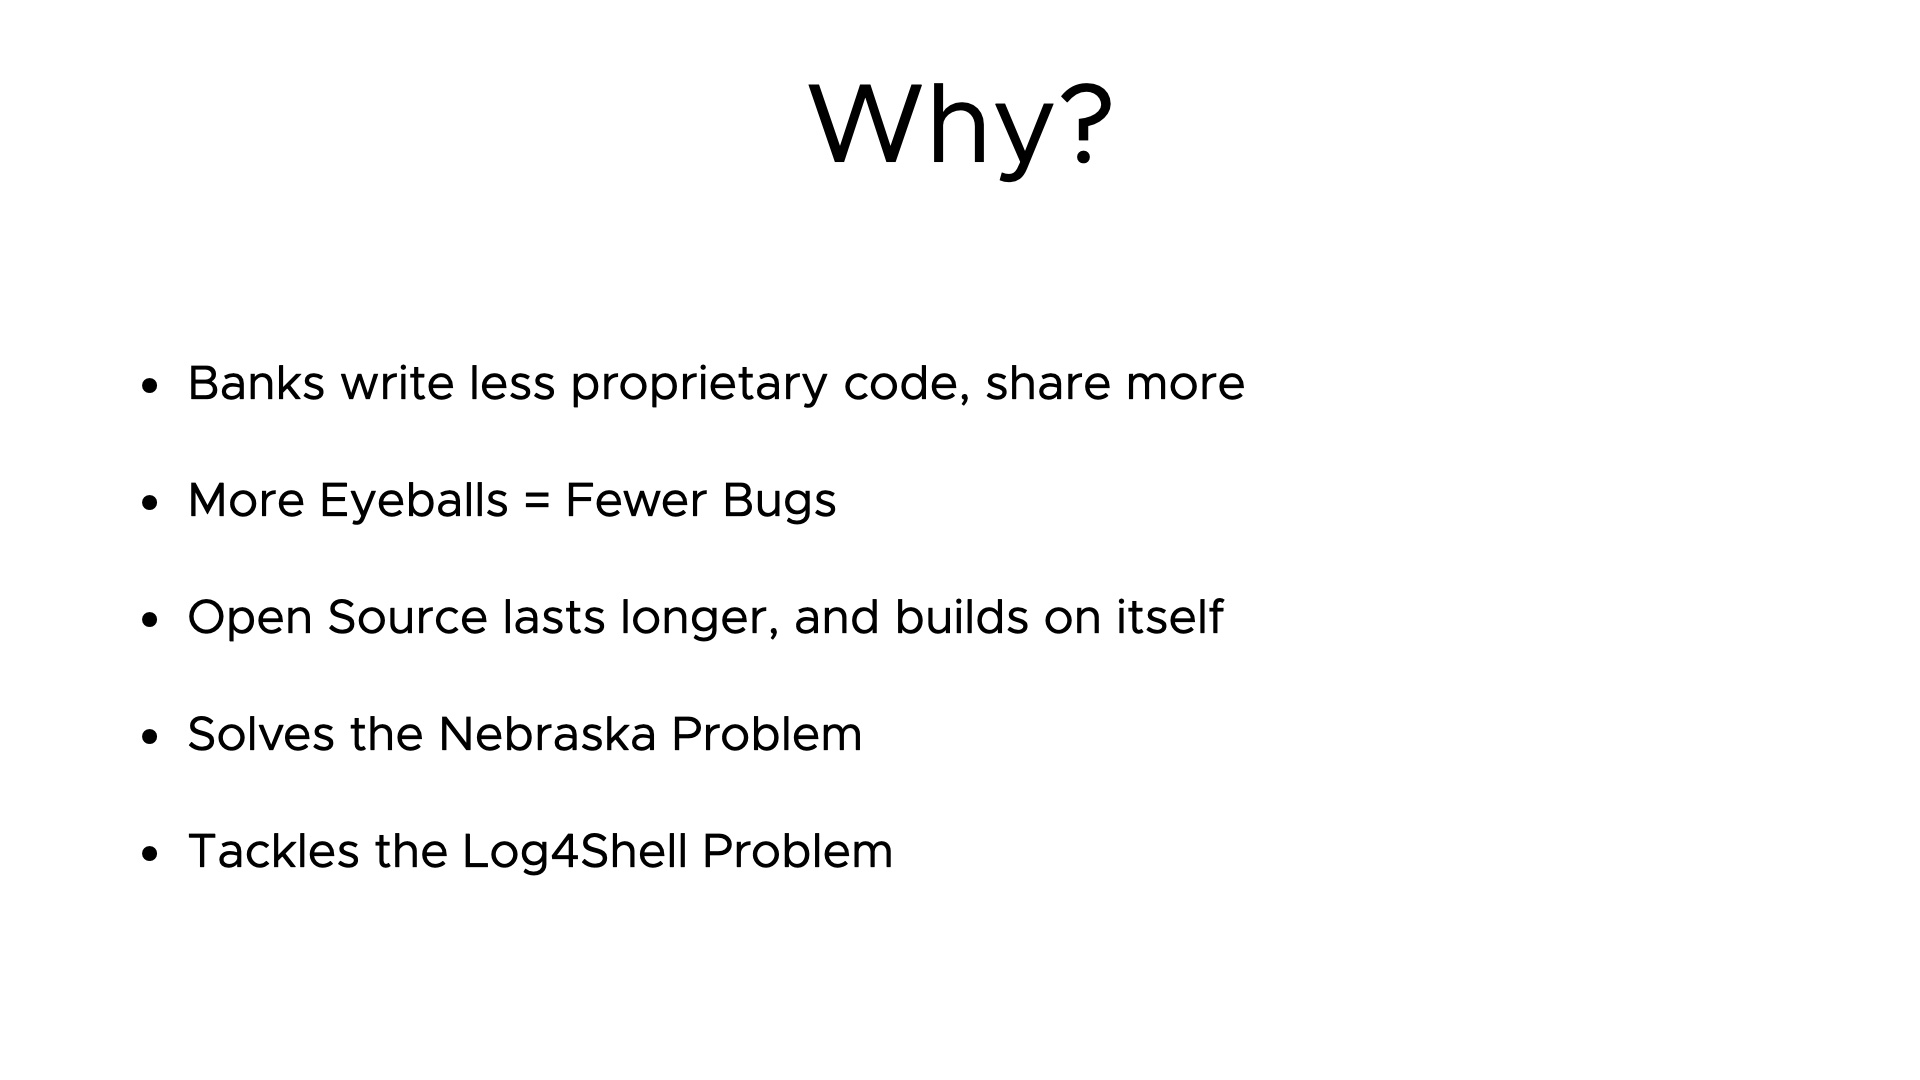 Why?
• Banks write less proprietary code, share more
• More Eyeballs = Fewer Bugs
• Open Source lasts longer, and builds on itself
• Solves the Nebraska Problem
• Tackles the Log4Shell Problem